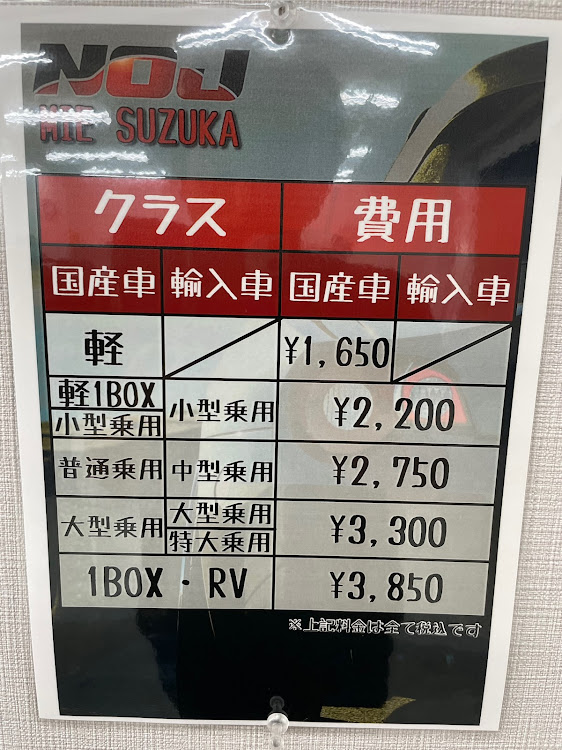 NOJ
MIE SUZUKA
クラス 費用
国産車 輸入車 国産車 輸入車
軽 ¥1,650
軽1BOX
小型乗用 小型乗用 ¥2,200
普通乗用 中型乗用 ¥2,750
大型乗用 大型乗用 ¥3,300
特大乗用
1BOX・RV ¥3,850
※上記料金は全て税込です